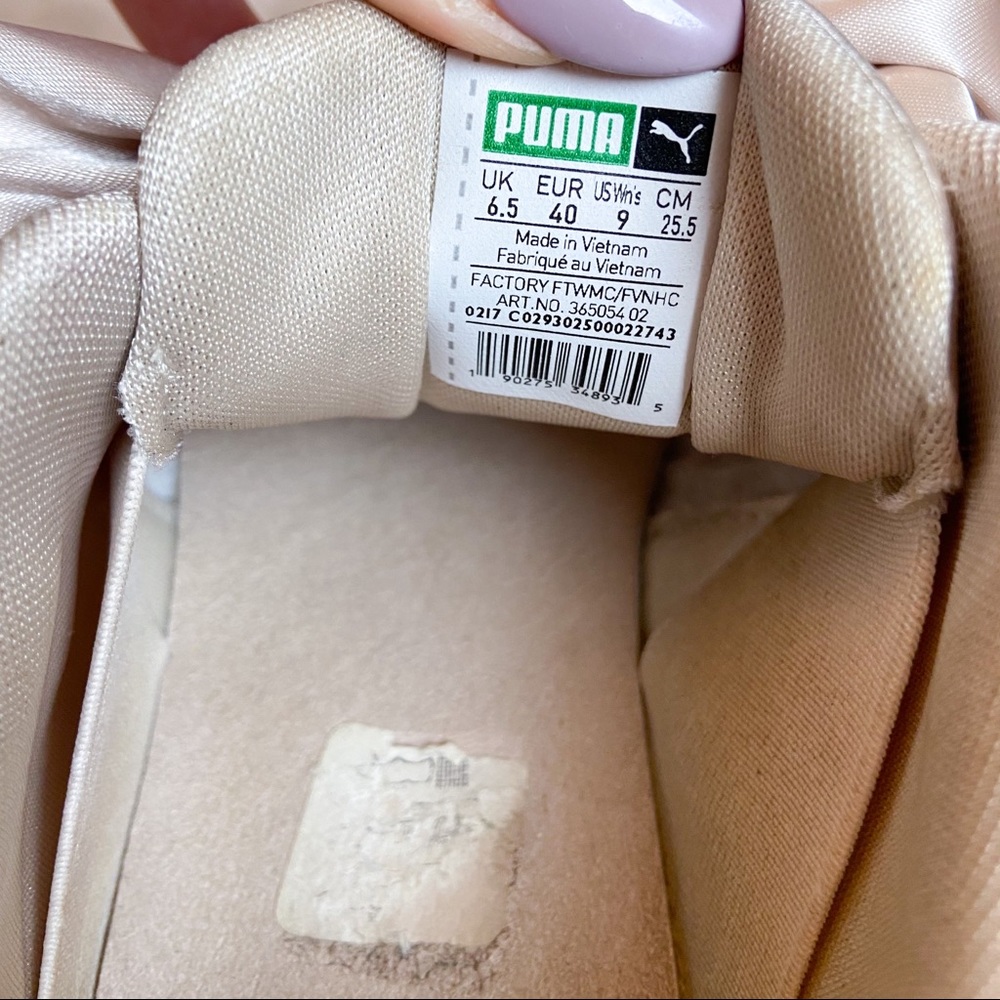 PUMA
UK EUR US Wn's CM
6.5 40 9 25.5
Made in Vietnam
Fabriqué au Vietnam
FACTORY FTWMC/FVNHC
ART.NO. 365054 02
0217 C029302500022743
1 90275 34893 5